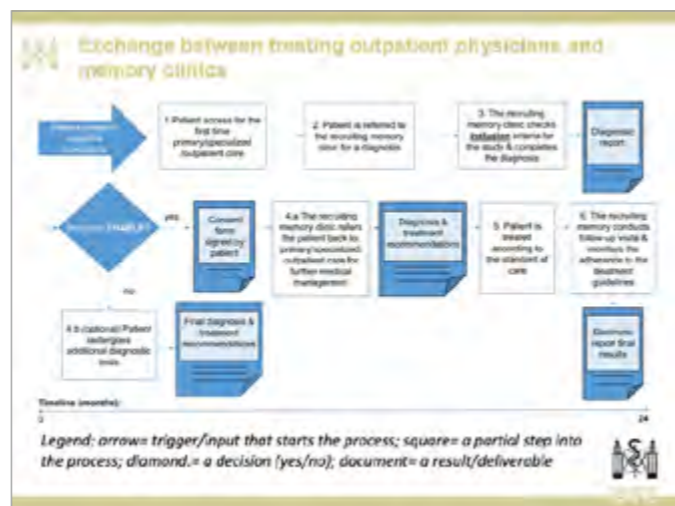 Exchange between treating outpatient physicians and
memory clinics
1 Patient access for the
first time
primary/specialized
outpatient care
2. Patient is referred to
the recruiting memory
clinic for a diagnosis
3. The recruiting
memory clinic checks
inclusion criteria for
the study & completes
the diagnosis
Diagnosis
report
yes
Consent
form
signed by
patient
4.a The recruiting
memory clinic refers
the patient back to
primary/specialized
outpatient care for
further medical
management
Diagnosis &
treatment
recommendations
5. Patient is
treated
according to
the standard of
care
6. The recruiting
memory conducts
follow-up visits &
monitors the
adherence to the
treatment
guidelines
no
4.b (optional) Patient
undergoes
additional diagnostic
tests
Final diagnosis &
treatment
recommendations
Electronic
report final
results
Timeline (months):
0
24
Legend: arrow= trigger/input that starts the process; square= a partial step into
the process; diamond.= a decision (yes/no); document= a result/deliverable